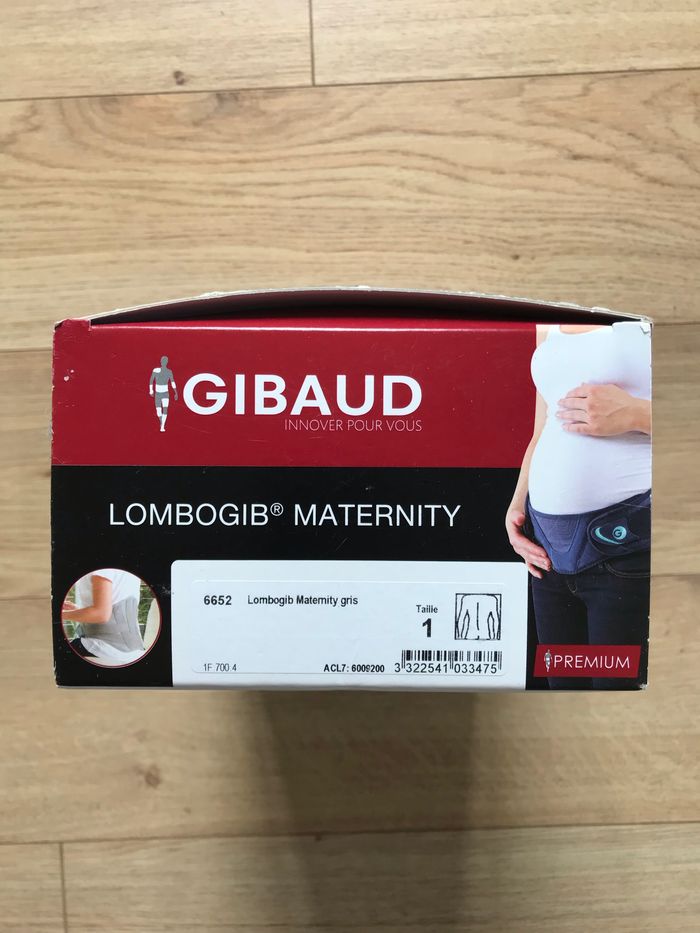 GIBAUD
INNOVER POUR VOUS
LOMBOGIB® MATERNITY
6652 Lombogib Maternity gris
Taille
1
1F 700 4
ACL7: 6009200
3 322541 033475
G
PREMIUM